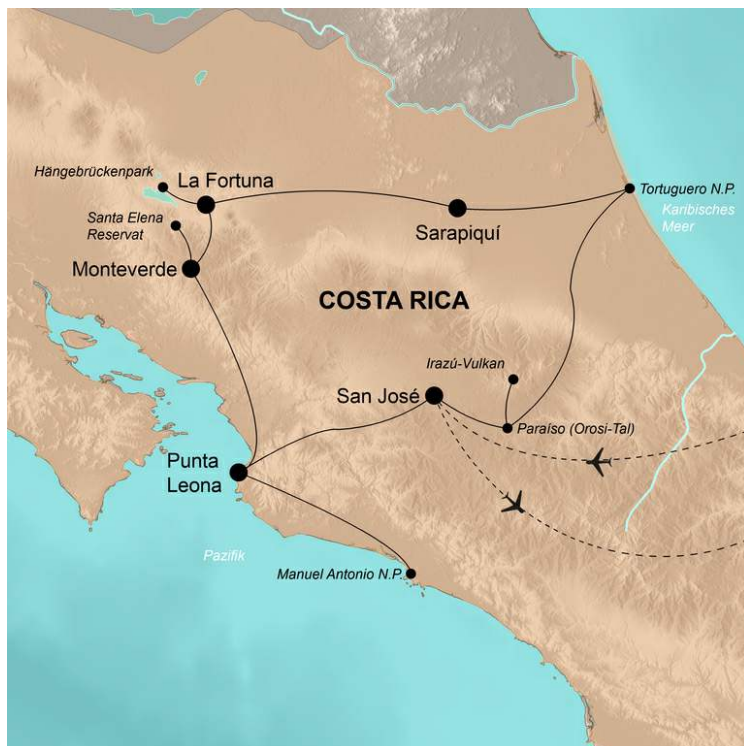 Hängebrückenpark
La Fortuna
Tortuguero N.P.
Karibisches
Meer
Santa Elena
Reservat
Sarapiquí
Monteverde
COSTA RICA
Irazú-Vulkan
San José
Paraíso (Orosi-Tal)
Punta
Leona
Pazifik
Manuel Antonio N.P.